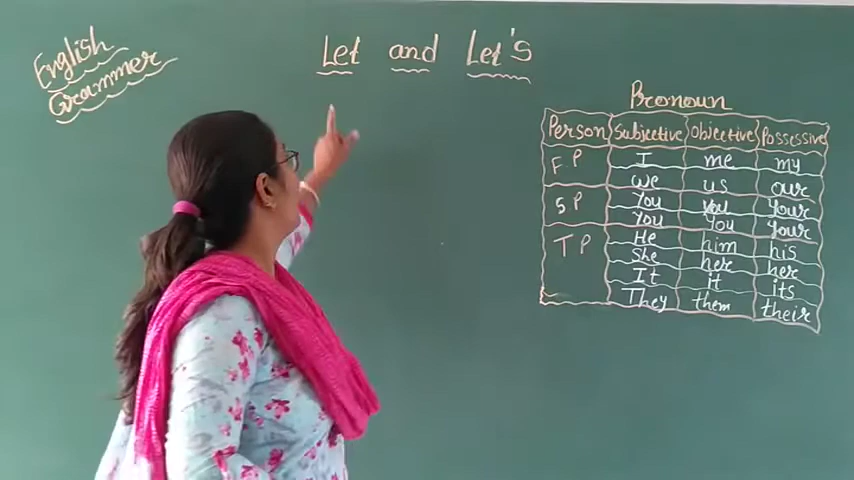 English
Grammer
Let and Let's
Pronoun
Person Subjective Objective Possessive
F P I me my
we us our
S P You you your
You you your
T P He him his
She her her
It it its
They them their